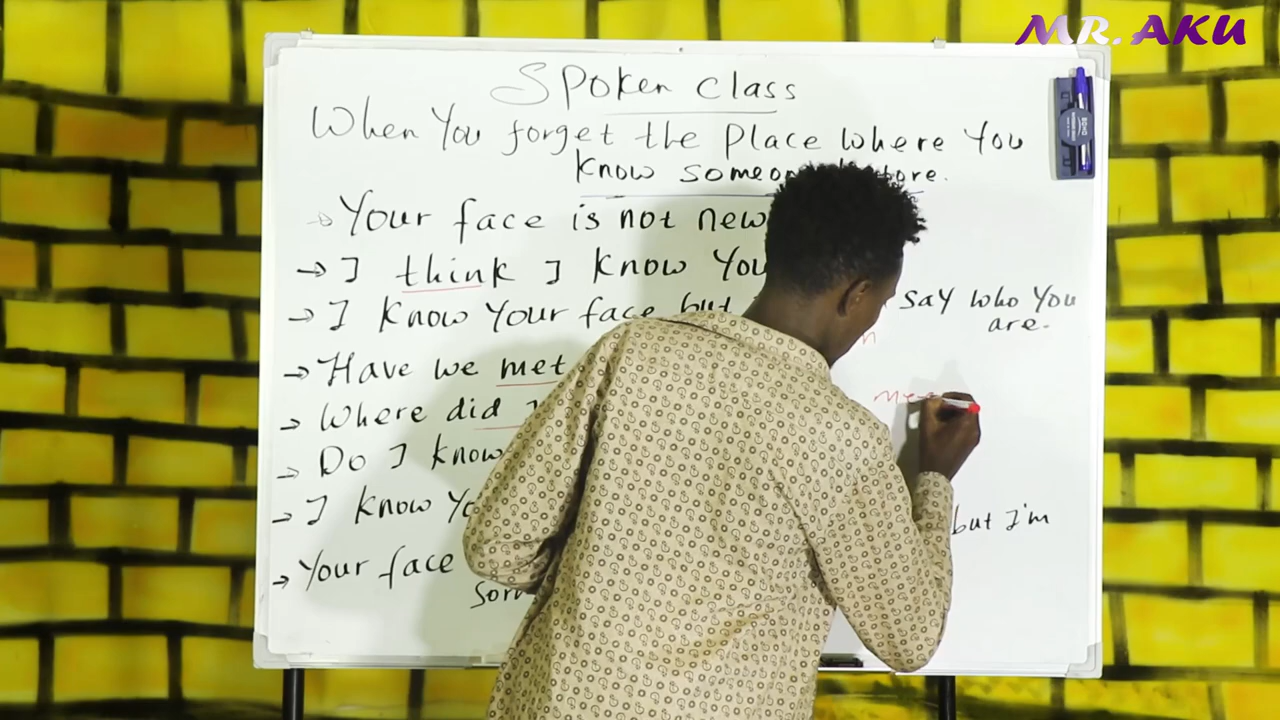 MR. AKU
Spoken class
When You forget the Place where You
know someone before.
→ Your face is not new
→ I think I know You
→ I know Your face but say who You
are.
→ Have we met
→ Where did I
→ Do I know
→ I know Yo but I'm
→ Your face
Som